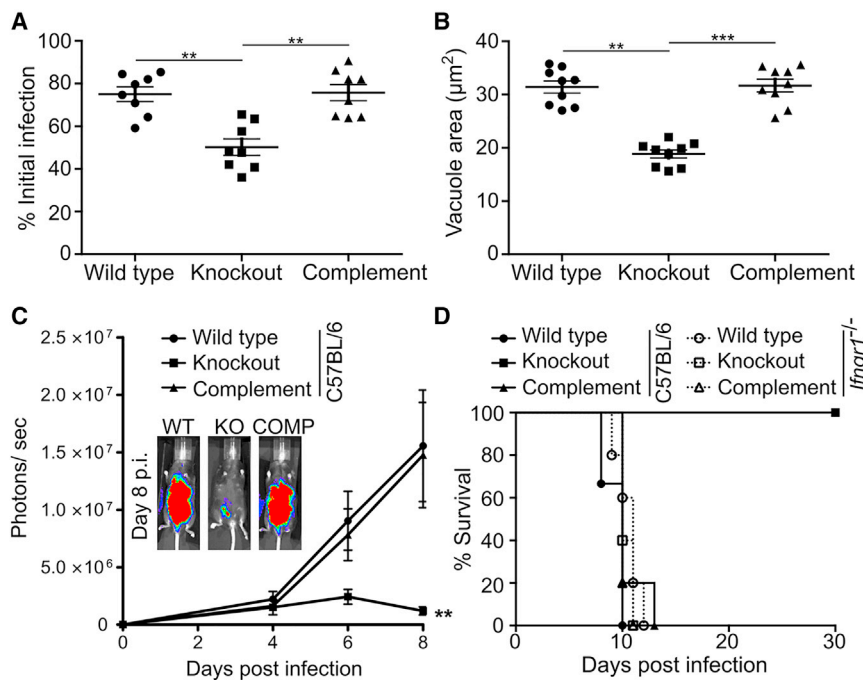 A
% Initial infection
100
80
60
40
20
0
** **
Wild type Knockout Complement
B
Vacuole area (µm²)
40
30
20
10
0
** ***
Wild type Knockout Complement
C
Photons/ sec
2.5 ×10⁷
2.0 ×10⁷
1.5 ×10⁷
1.0 ×10⁷
5.0 ×10⁶
0
Wild type
Knockout
Complement
C57BL/6
WT KO COMP
Day 8 p.i.
**
0 2 4 6 8
Days post infection
D
Wild type
Knockout
Complement
C57BL/6
Wild type
Knockout
Complement
Ifngr1⁻/⁻
% Survival
100
80
60
40
20
0
0 10 20 30
Days post infection